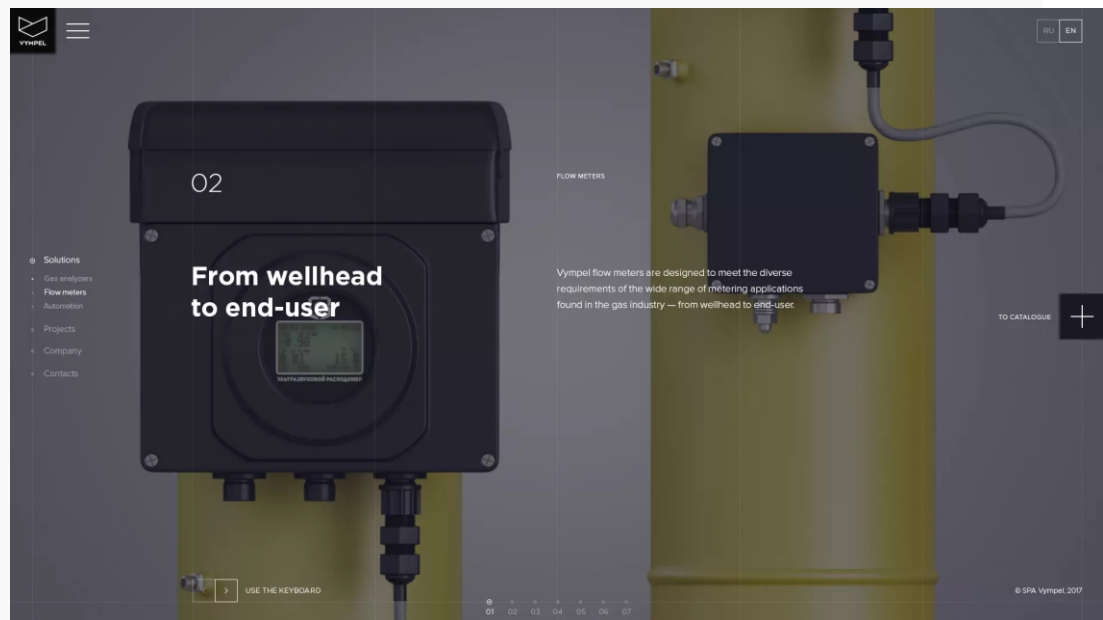 VYMPEL
RU EN
02
FLOW METERS
Solutions
Gas analyzers
Flow meters
Automation
Projects
Company
Contacts
From wellhead
to end-user
Vympel flow meters are designed to meet the diverse
requirements of the wide range of metering applications
found in the gas industry — from wellhead to end-user.
TO CATALOGUE
УЛЬТРАЗВУКОВОЙ РАСХОДОМЕР
USE THE KEYBOARD
01 02 03 04 05 06 07
© SPA Vympel, 2017